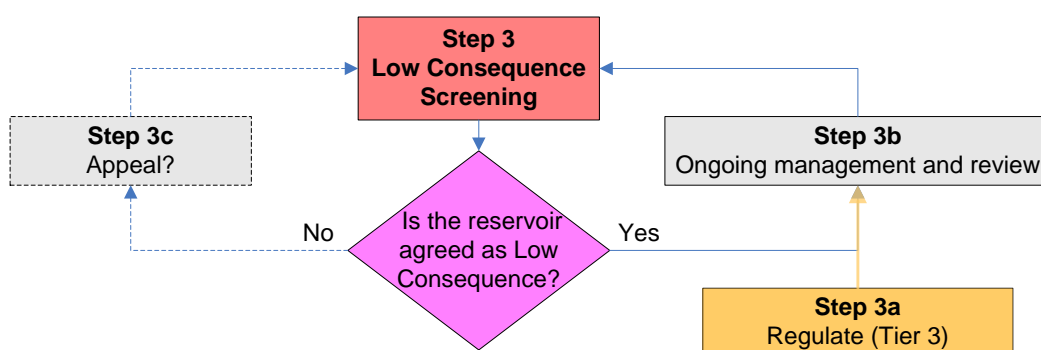 Step 3
Low Consequence
Screening
Step 3c
Appeal?
Step 3b
Ongoing management and review
Is the reservoir
agreed as Low
Consequence?
No
Yes
Step 3a
Regulate (Tier 3)